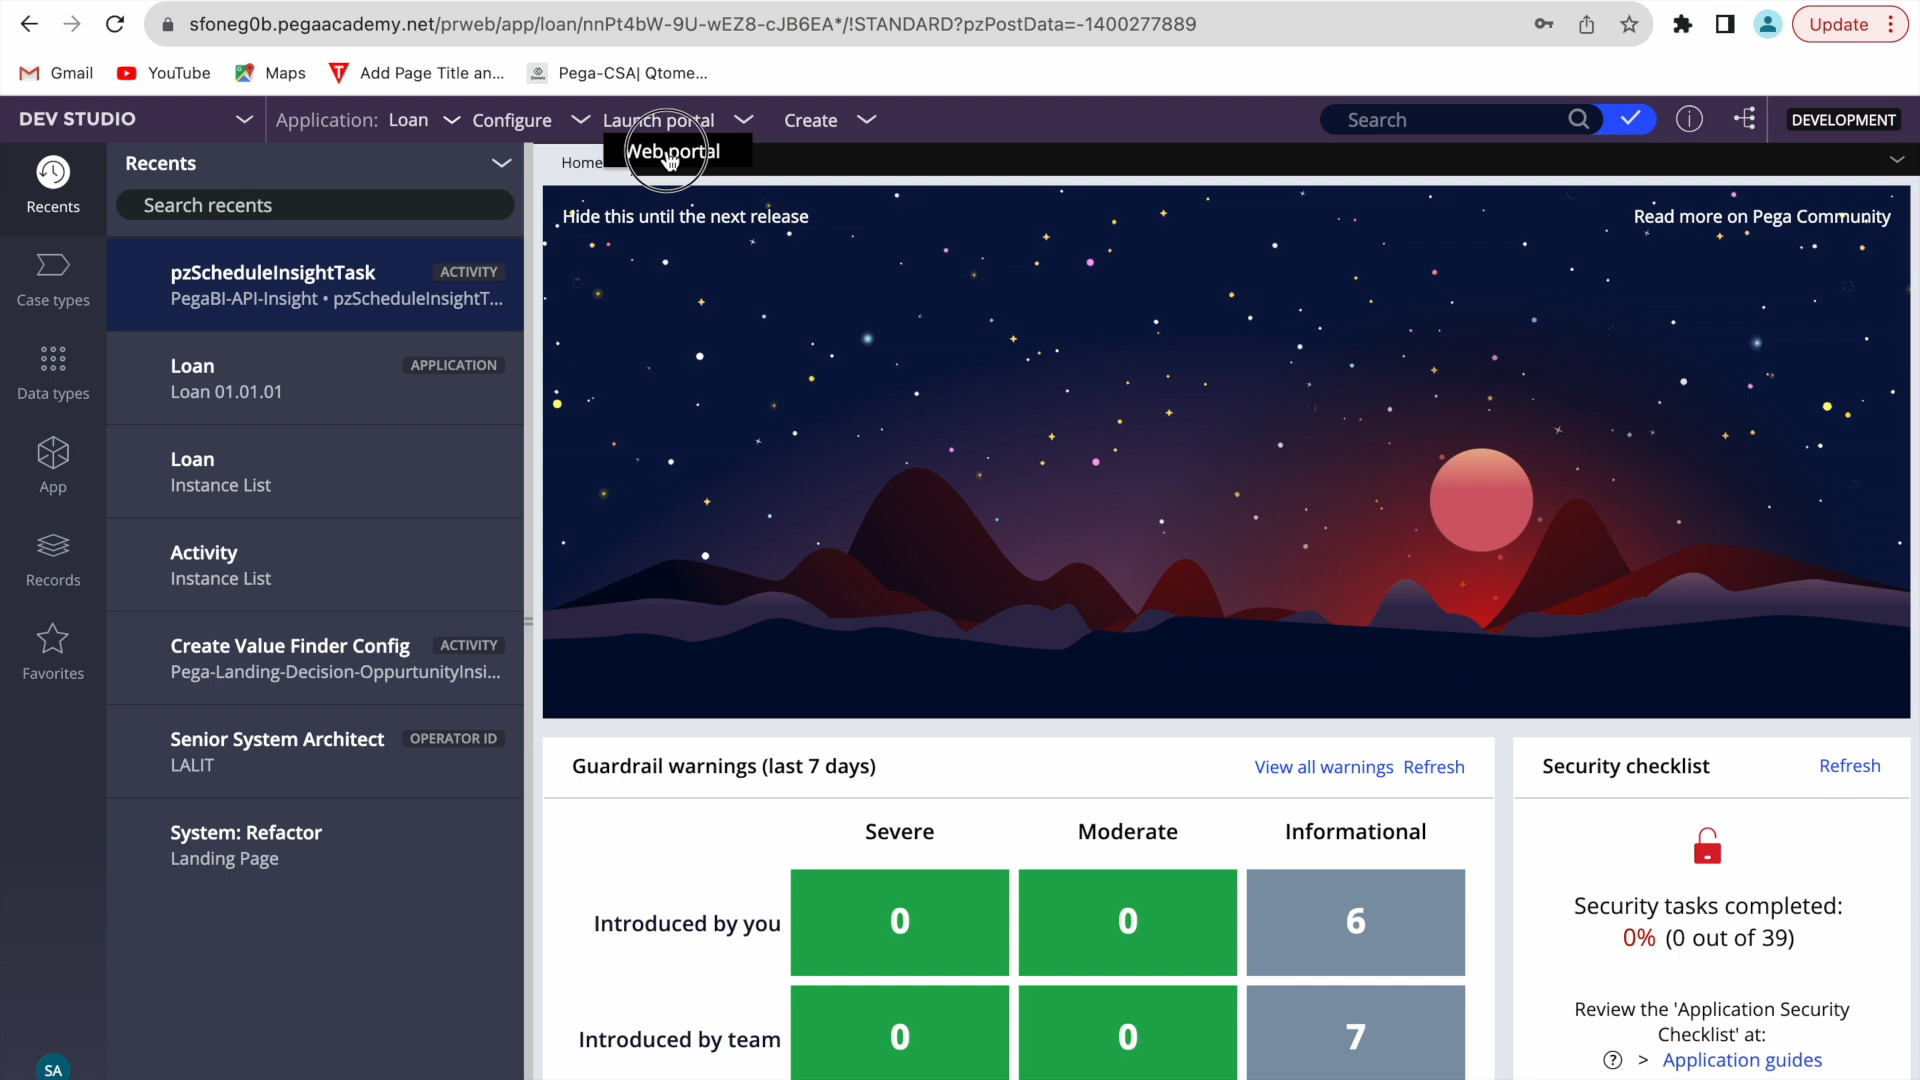 sfoneg0b.pegaacademy.net/prweb/app/loan/nnPt4bW-9U-wEZ8-cJB6EA*/!STANDARD?pzPostData=-1400277889
Update
Gmail YouTube Maps Add Page Title an... Pega-CSA| Qtome...
DEV STUDIO Application: Loan Configure Launch portal Create Search DEVELOPMENT
Web portal
Home
Recents
Search recents
Recents
Case types
Data types
App
Records
Favorites
SA
pzScheduleInsightTask ACTIVITY
PegaBI-API-Insight • pzScheduleInsightT...
Loan APPLICATION
Loan 01.01.01
Loan
Instance List
Activity
Instance List
Create Value Finder Config ACTIVITY
Pega-Landing-Decision-OppurtunityInsi...
Senior System Architect OPERATOR ID
LALIT
System: Refactor
Landing Page
Hide this until the next release Read more on Pega Community
Guardrail warnings (last 7 days) View all warnings Refresh
Severe Moderate Informational
Introduced by you 0 0 6
Introduced by team 0 0 7
Security checklist Refresh
Security tasks completed:
0% (0 out of 39)
Review the 'Application Security
Checklist' at:
? > Application guides